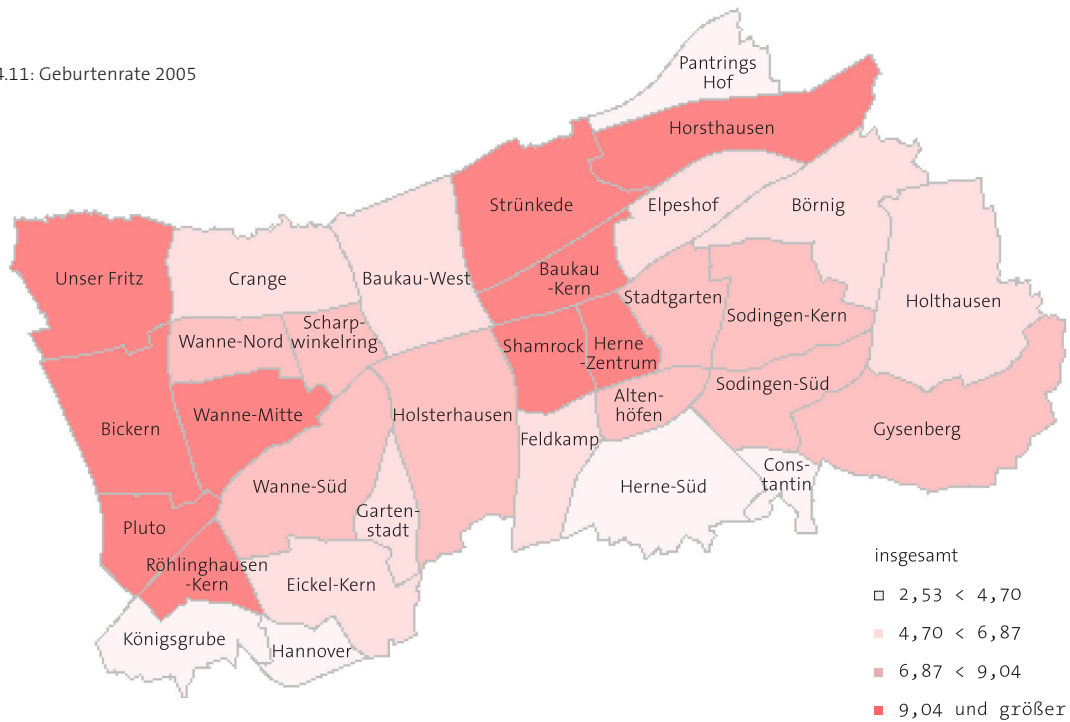 4.11: Geburtenrate 2005
Pantrings
Hof
Horsthausen
Strünkede
Elpeshof
Börnig
Unser Fritz
Crange
Baukau-West
Baukau
-Kern
Stadtgarten
Sodingen-Kern
Holthausen
Wanne-Nord
Scharp-
winkelring
Shamrock
Herne
-Zentrum
Sodingen-Süd
Bickern
Wanne-Mitte
Holsterhausen
Alten-
höfen
Gysenberg
Feldkamp
Wanne-Süd
Herne-Süd
Cons-
tantin
Garten-
stadt
Pluto
Röhlinghausen
-Kern
Eickel-Kern
Königsgrube
Hannover
insgesamt
2,53 < 4,70
4,70 < 6,87
6,87 < 9,04
9,04 und größer